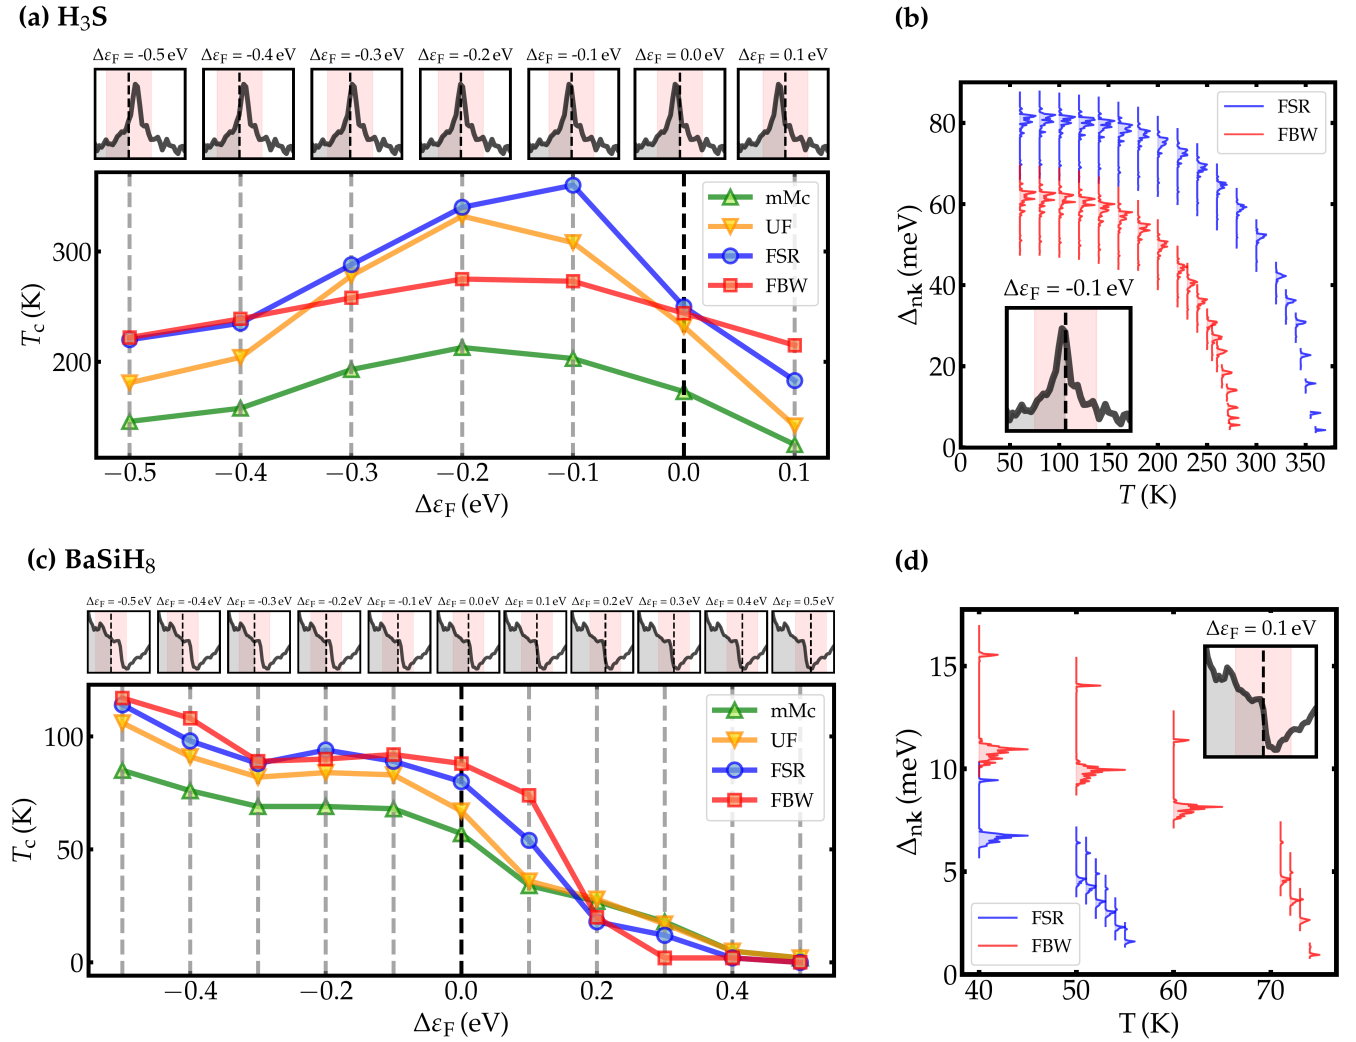 (a) H₃S
Δε_F = -0.5 eV
Δε_F = -0.4 eV
Δε_F = -0.3 eV
Δε_F = -0.2 eV
Δε_F = -0.1 eV
Δε_F = 0.0 eV
Δε_F = 0.1 eV
T_c (K)
300
200
mMc
UF
FSR
FBW
−0.5 −0.4 −0.3 −0.2 −0.1 0.0 0.1
Δε_F (eV)
(b)
Δ_nk (meV)
80
60
40
20
0
FSR
FBW
Δε_F = -0.1 eV
0 50 100 150 200 250 300 350
T (K)
(c) BaSiH₈
Δε_F = -0.5 eV
Δε_F = -0.4 eV
Δε_F = -0.3 eV
Δε_F = -0.2 eV
Δε_F = -0.1 eV
Δε_F = 0.0 eV
Δε_F = 0.1 eV
Δε_F = 0.2 eV
Δε_F = 0.3 eV
Δε_F = 0.4 eV
Δε_F = 0.5 eV
T_c (K)
100
50
0
mMc
UF
FSR
FBW
−0.4 −0.2 0.0 0.2 0.4
Δε_F (eV)
(d)
Δ_nk (meV)
15
10
5
0
Δε_F = 0.1 eV
FSR
FBW
40 50 60 70
T (K)